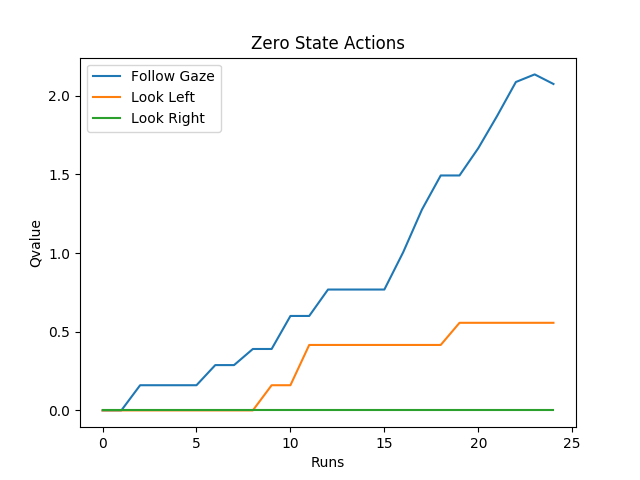 Zero State Actions
Follow Gaze
Look Left
Look Right
Qvalue
2.0
1.5
1.0
0.5
0.0
0 5 10 15 20 25
Runs